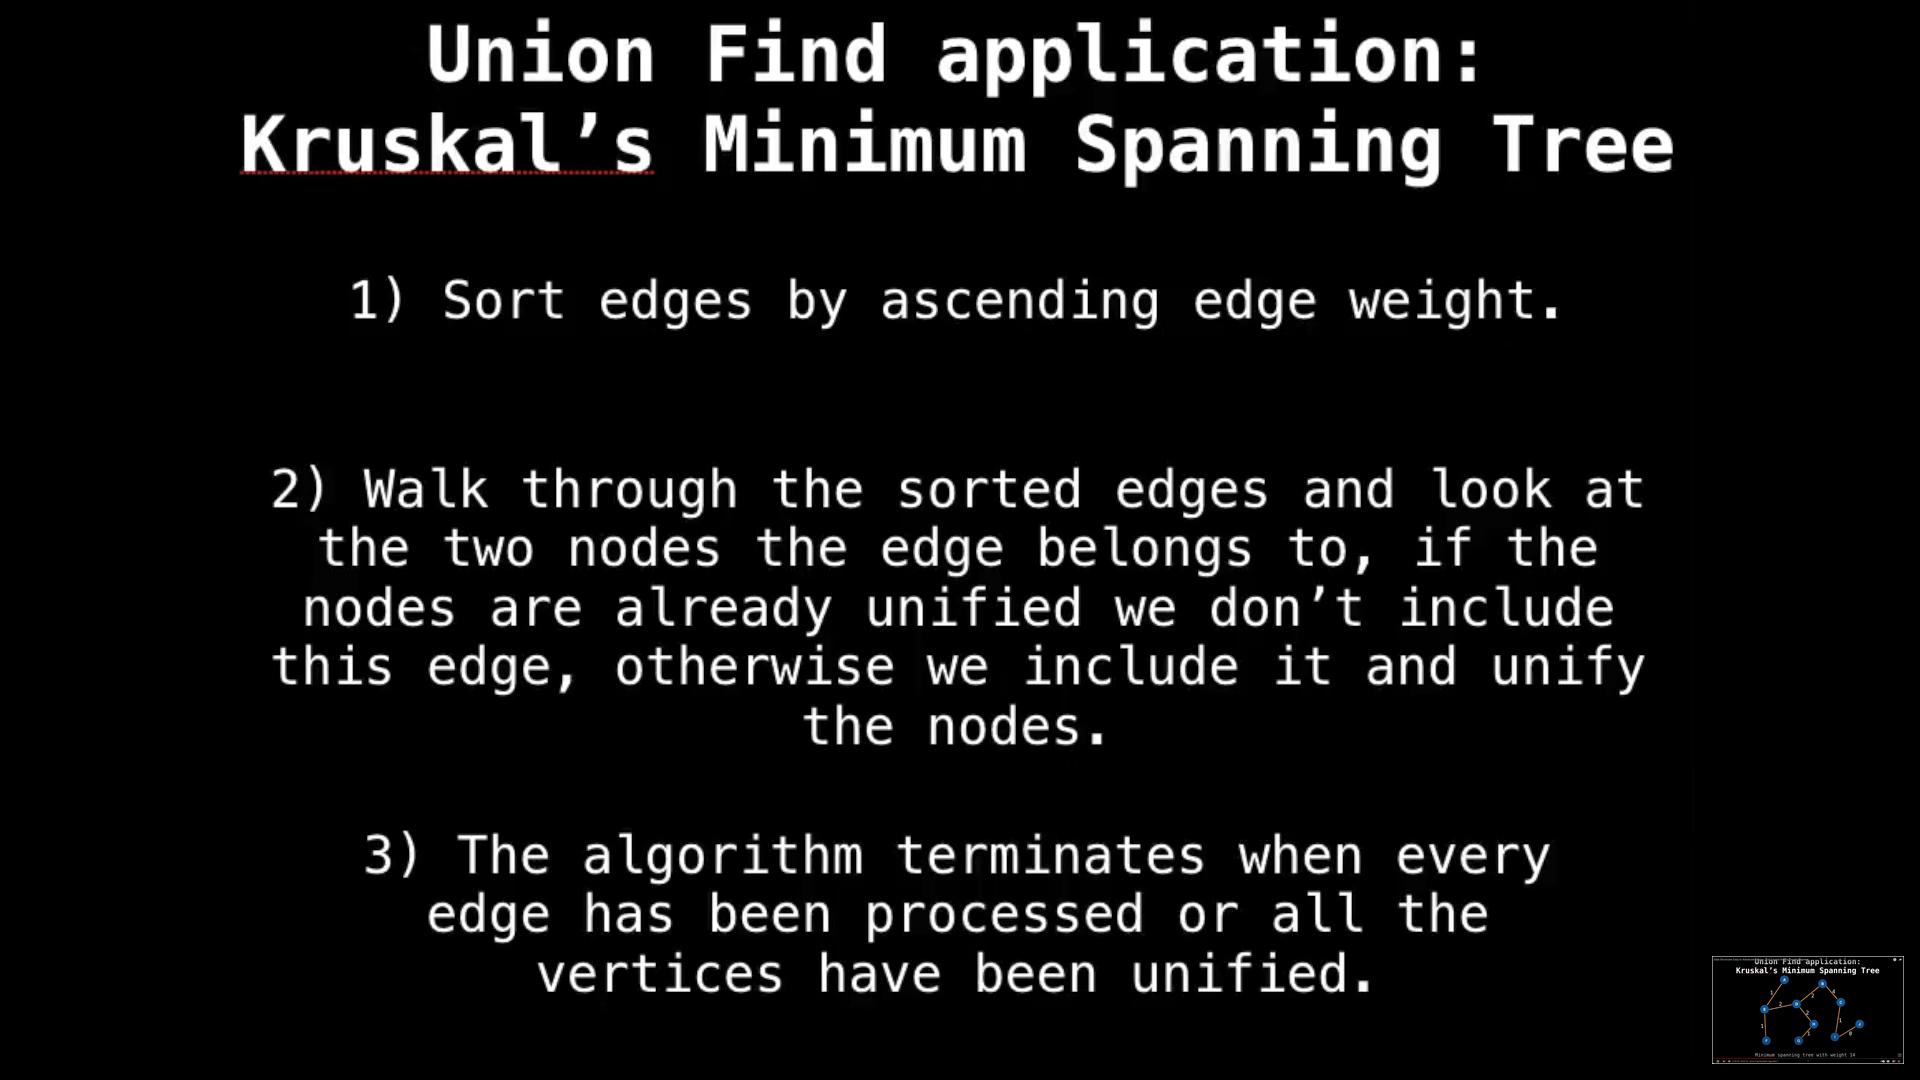 Union Find application:
Kruskal’s Minimum Spanning Tree
1) Sort edges by ascending edge weight.
2) Walk through the sorted edges and look at
the two nodes the edge belongs to, if the
nodes are already unified we don’t include
this edge, otherwise we include it and unify
the nodes.
3) The algorithm terminates when every
edge has been processed or all the
vertices have been unified.
Union Find application:
Kruskal's Minimum Spanning Tree
Minimum spanning tree with weight 14